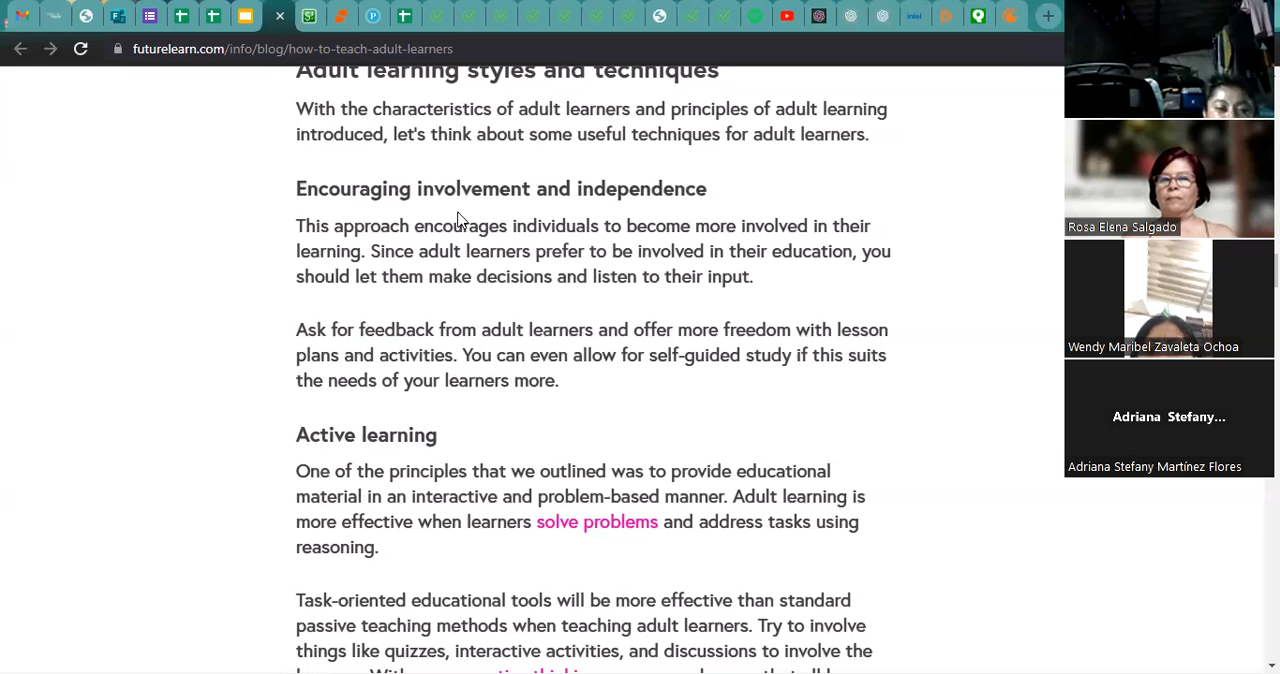 futurelearn.com/info/blog/how-to-teach-adult-learners
Adult learning styles and techniques
With the characteristics of adult learners and principles of adult learning
introduced, let's think about some useful techniques for adult learners.
Encouraging involvement and independence
This approach encourages individuals to become more involved in their
learning. Since adult learners prefer to be involved in their education, you
should let them make decisions and listen to their input.
Ask for feedback from adult learners and offer more freedom with lesson
plans and activities. You can even allow for self-guided study if this suits
the needs of your learners more.
Active learning
One of the principles that we outlined was to provide educational
material in an interactive and problem-based manner. Adult learning is
more effective when learners solve problems and address tasks using
reasoning.
Task-oriented educational tools will be more effective than standard
passive teaching methods when teaching adult learners. Try to involve
things like quizzes, interactive activities, and discussions to involve the
Rosa Elena Salgado
Wendy Maribel Zavaleta Ochoa
Adriana Stefany...
Adriana Stefany Martínez Flores